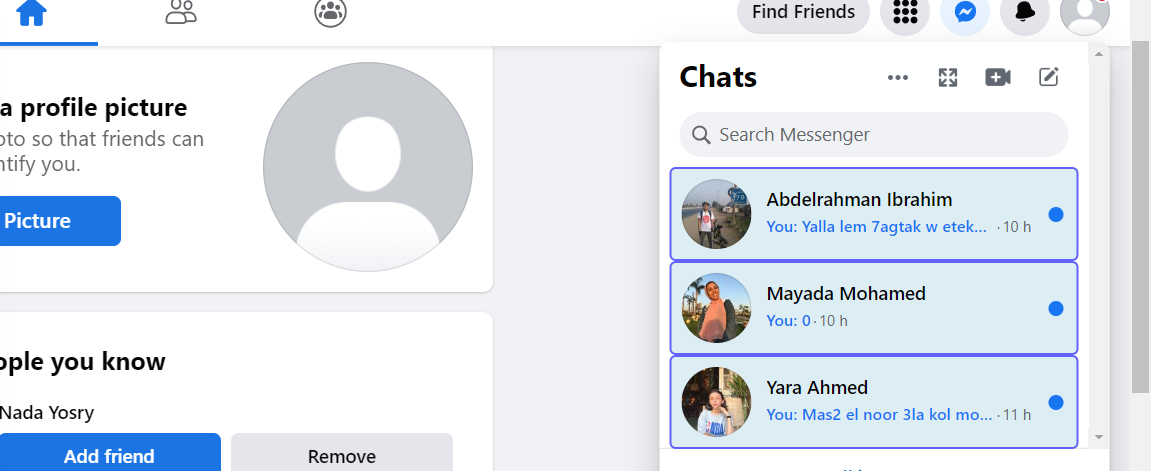 Find Friends
Chats
Search Messenger
Abdelrahman Ibrahim
You: Yalla lem 7agtak w etek... · 10 h
Mayada Mohamed
You: 0 · 10 h
Yara Ahmed
You: Mas2 el noor 3la kol mo... · 11 h
a profile picture
oto so that friends can
ntify you.
Picture
ople you know
Nada Yosry
Add friend
Remove